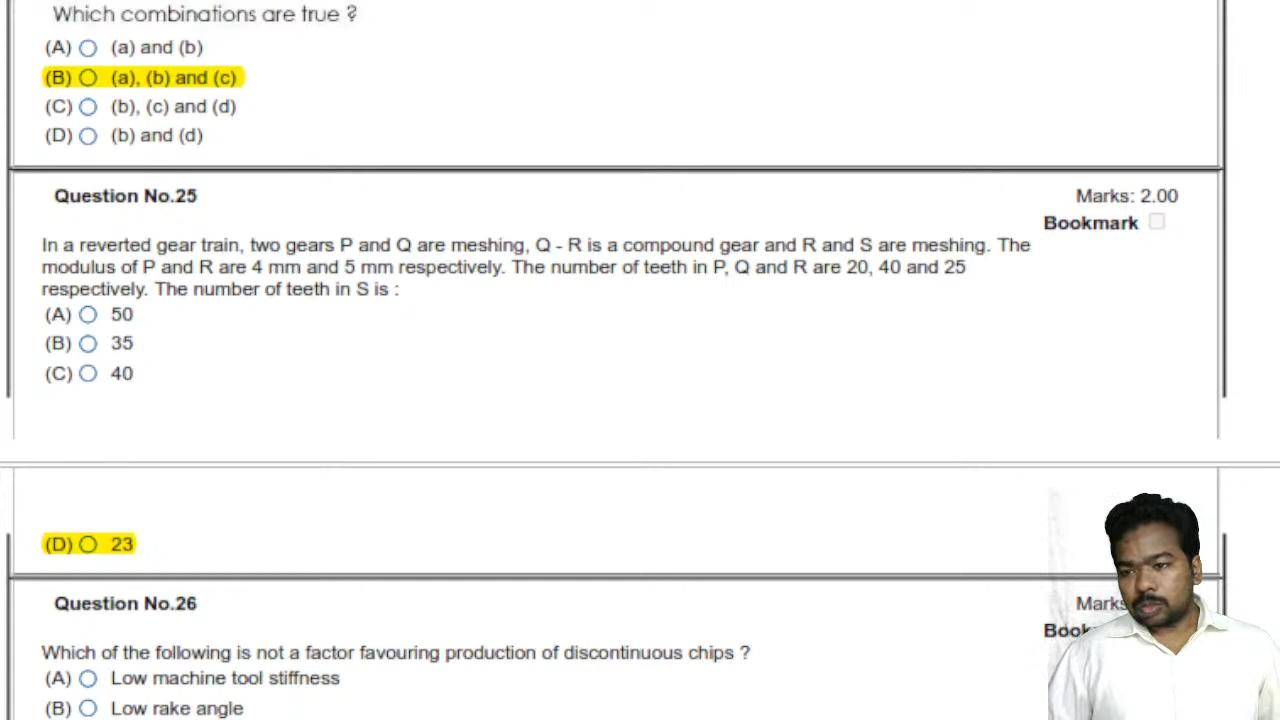 Which combinations are true ?
(A) (a) and (b)
(B) (a), (b) and (c)
(C) (b), (c) and (d)
(D) (b) and (d)
Question No.25
Marks: 2.00
Bookmark
In a reverted gear train, two gears P and Q are meshing, Q - R is a compound gear and R and S are meshing. The
modulus of P and R are 4 mm and 5 mm respectively. The number of teeth in P, Q and R are 20, 40 and 25
respectively. The number of teeth in S is :
(A) 50
(B) 35
(C) 40
(D) 23
Question No.26
Marks
Book
Which of the following is not a factor favouring production of discontinuous chips ?
(A) Low machine tool stiffness
(B) Low rake angle